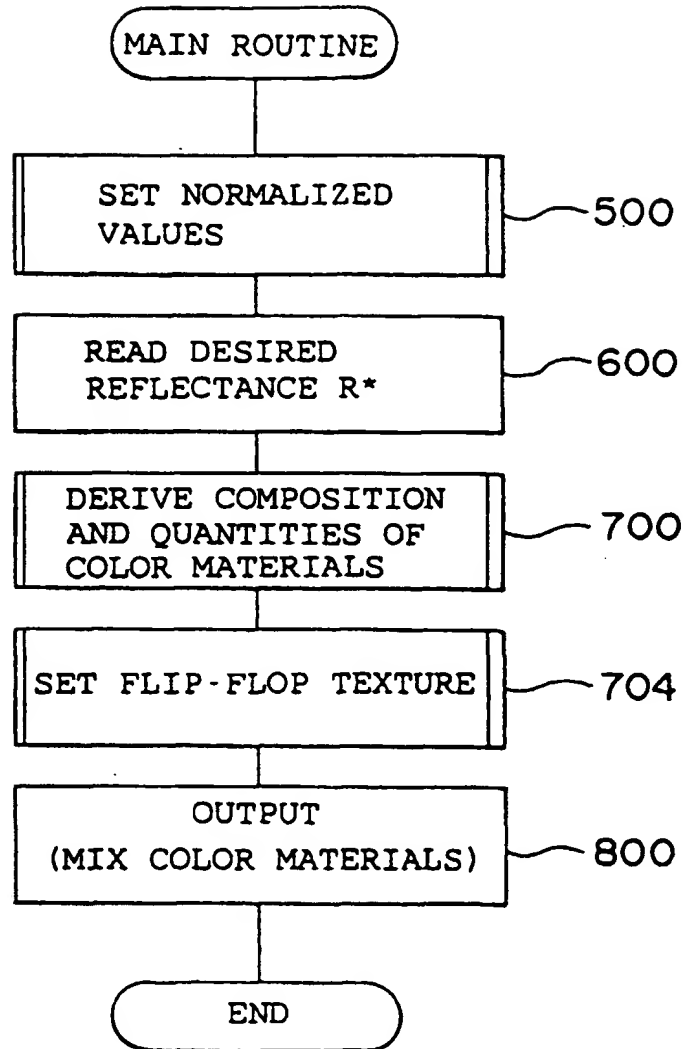 MAIN ROUTINE
SET NORMALIZED
VALUES
500
READ DESIRED
REFLECTANCE R*
600
DERIVE COMPOSITION
AND QUANTITIES OF
COLOR MATERIALS
700
SET FLIP-FLOP TEXTURE
704
OUTPUT
(MIX COLOR MATERIALS)
800
END